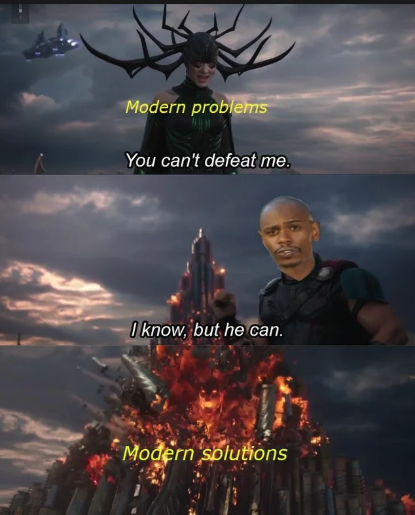 Modern problems
You can't defeat me.
I know, but he can.
Modern solutions